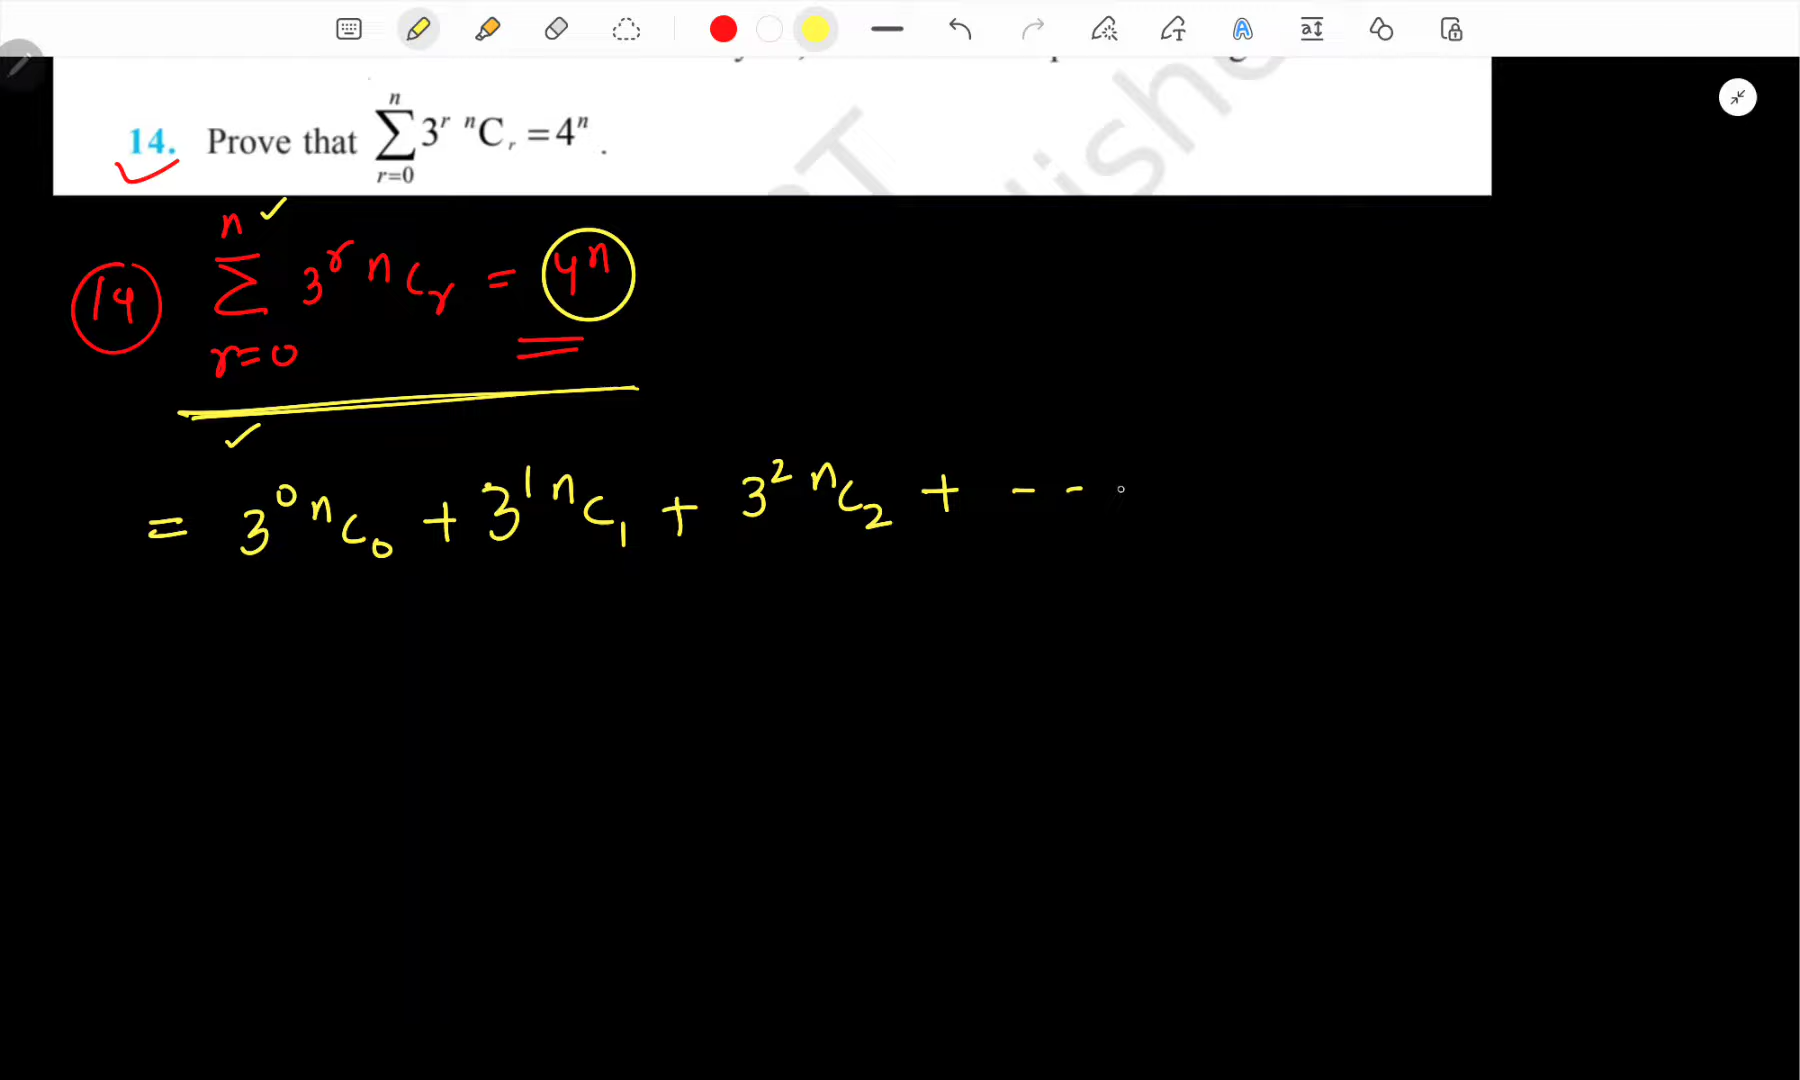 14. Prove that \sum_{r=0}^{n} 3^r {}^nC_r = 4^n .
(14) \sum_{r=0}^{n} 3^r {}^nC_r = 4^n
= 3^0 {}^nC_0 + 3^1 {}^nC_1 + 3^2 {}^nC_2 + - -